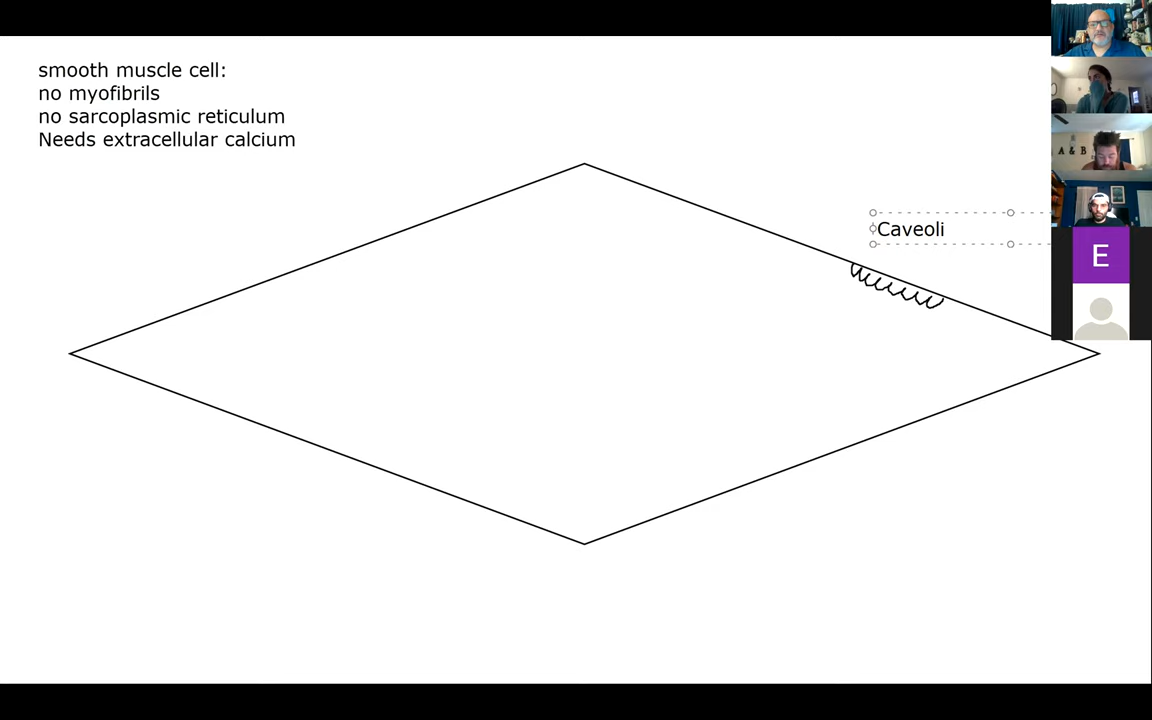 smooth muscle cell:
no myofibrils
no sarcoplasmic reticulum
Needs extracellular calcium
Caveoli
A & B
E